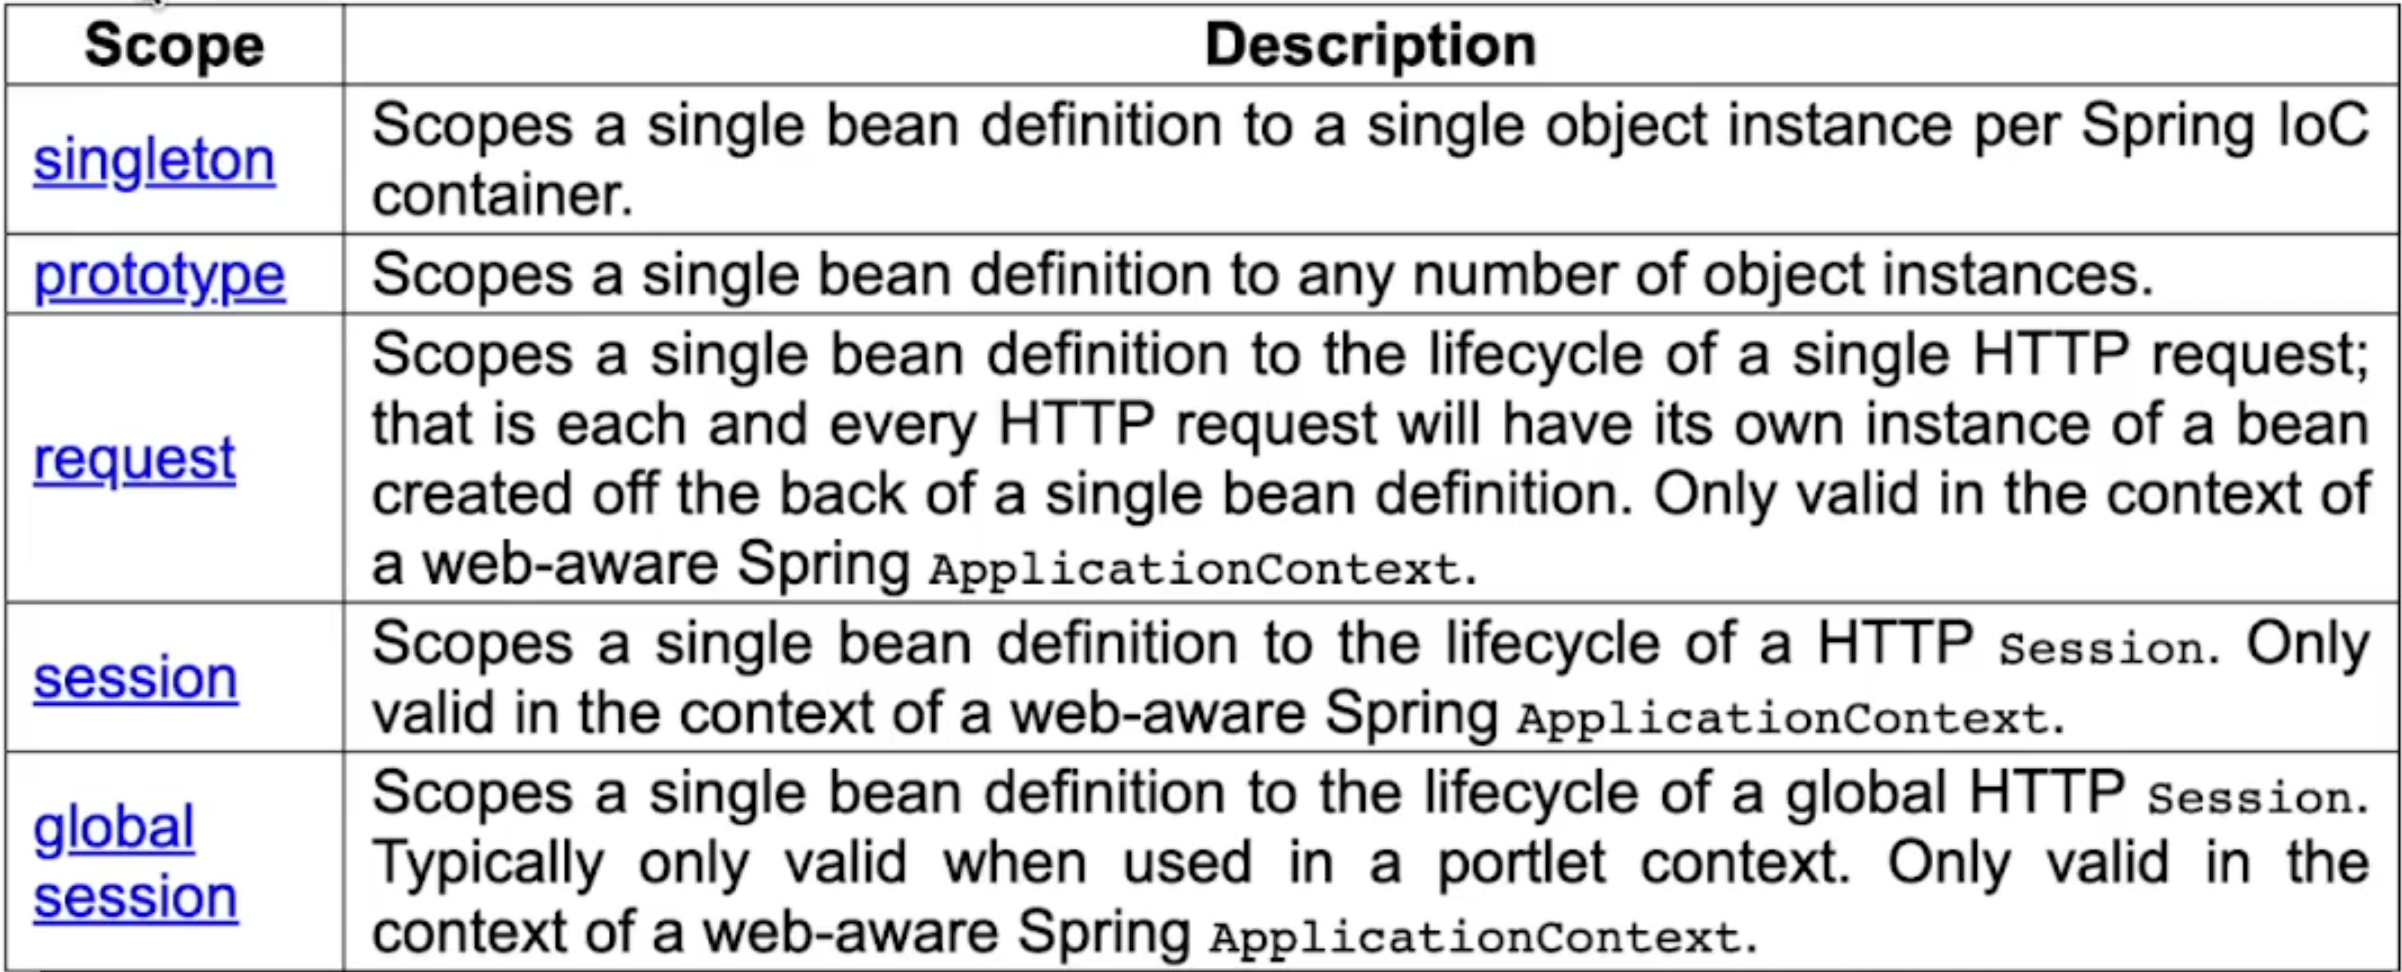 Scope Description
singleton
Scopes a single bean definition to a single object instance per Spring IoC
container.
prototype
Scopes a single bean definition to any number of object instances.
request
Scopes a single bean definition to the lifecycle of a single HTTP request;
that is each and every HTTP request will have its own instance of a bean
created off the back of a single bean definition. Only valid in the context of
a web-aware Spring ApplicationContext.
session
Scopes a single bean definition to the lifecycle of a HTTP Session. Only
valid in the context of a web-aware Spring ApplicationContext.
global
session
Scopes a single bean definition to the lifecycle of a global HTTP Session.
Typically only valid when used in a portlet context. Only valid in the
context of a web-aware Spring ApplicationContext.